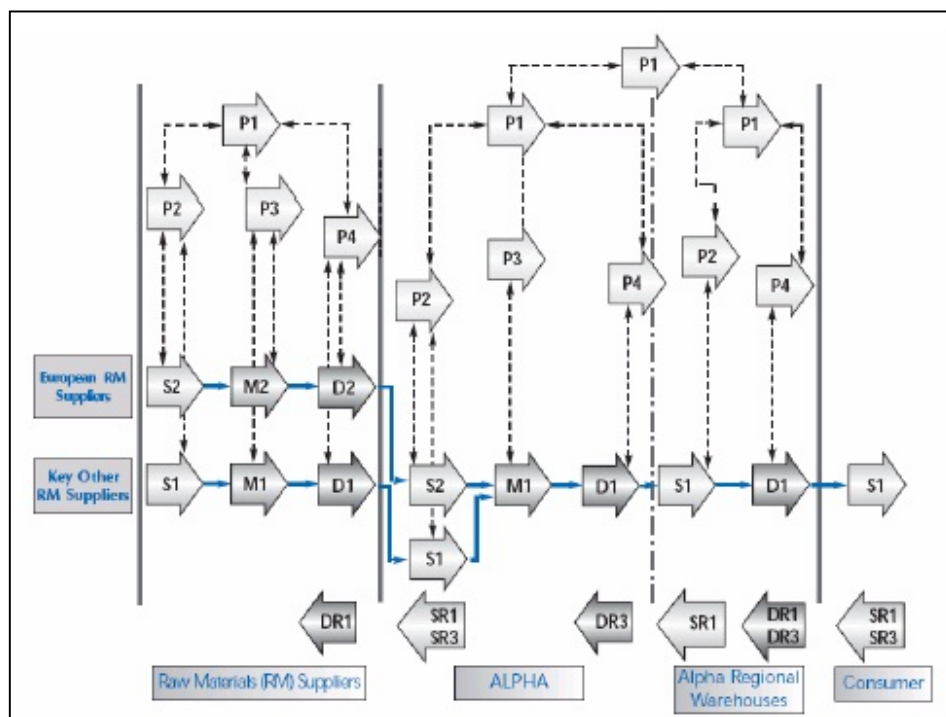 P1
P1
P1
P1
P2
P3
P4
P3
P2
P4
P2
P4
European RM
Suppliers
S2
M2
D2
Key Other
RM Suppliers
S1
M1
D1
S2
M1
D1
S1
D1
S1
S1
DR1
SR1
SR3
DR3
SR1
DR1
DR3
SR1
SR3
Raw Materials (RM) Suppliers
ALPHA
Alpha Regional
Warehouses
Consumer